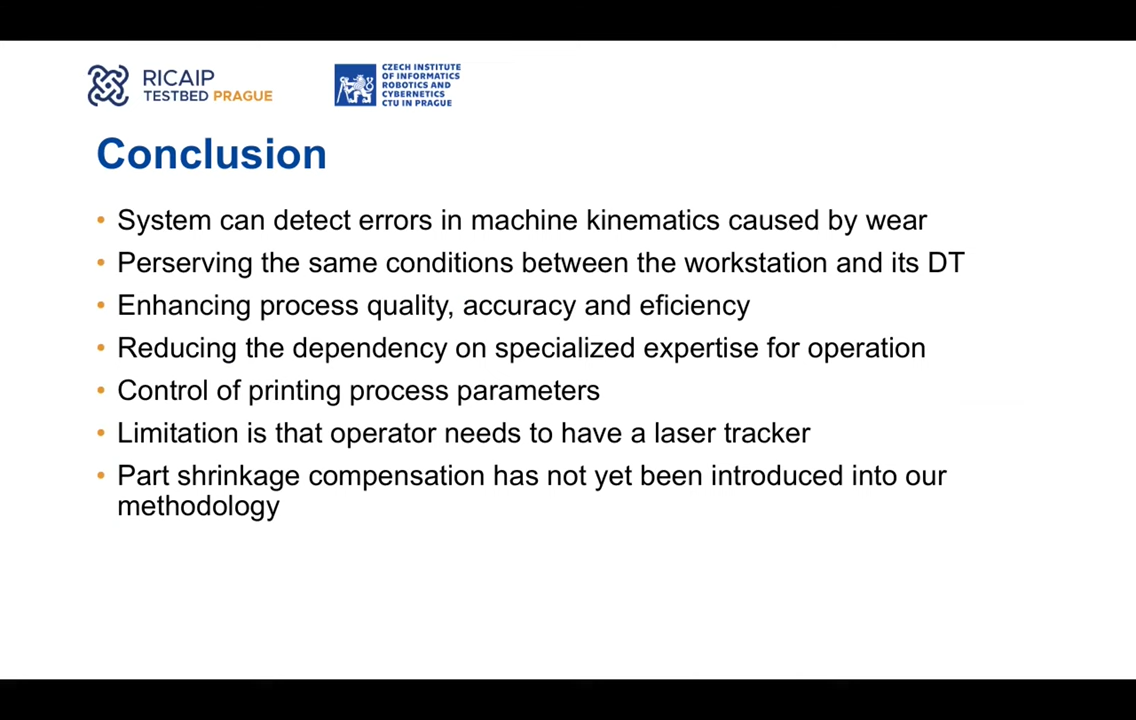 RICAIP
TESTBED PRAGUE
CZECH INSTITUTE
OF INFORMATICS
ROBOTICS AND
CYBERNETICS
CTU IN PRAGUE
Conclusion
• System can detect errors in machine kinematics caused by wear
• Perserving the same conditions between the workstation and its DT
• Enhancing process quality, accuracy and eficiency
• Reducing the dependency on specialized expertise for operation
• Control of printing process parameters
• Limitation is that operator needs to have a laser tracker
• Part shrinkage compensation has not yet been introduced into our
methodology